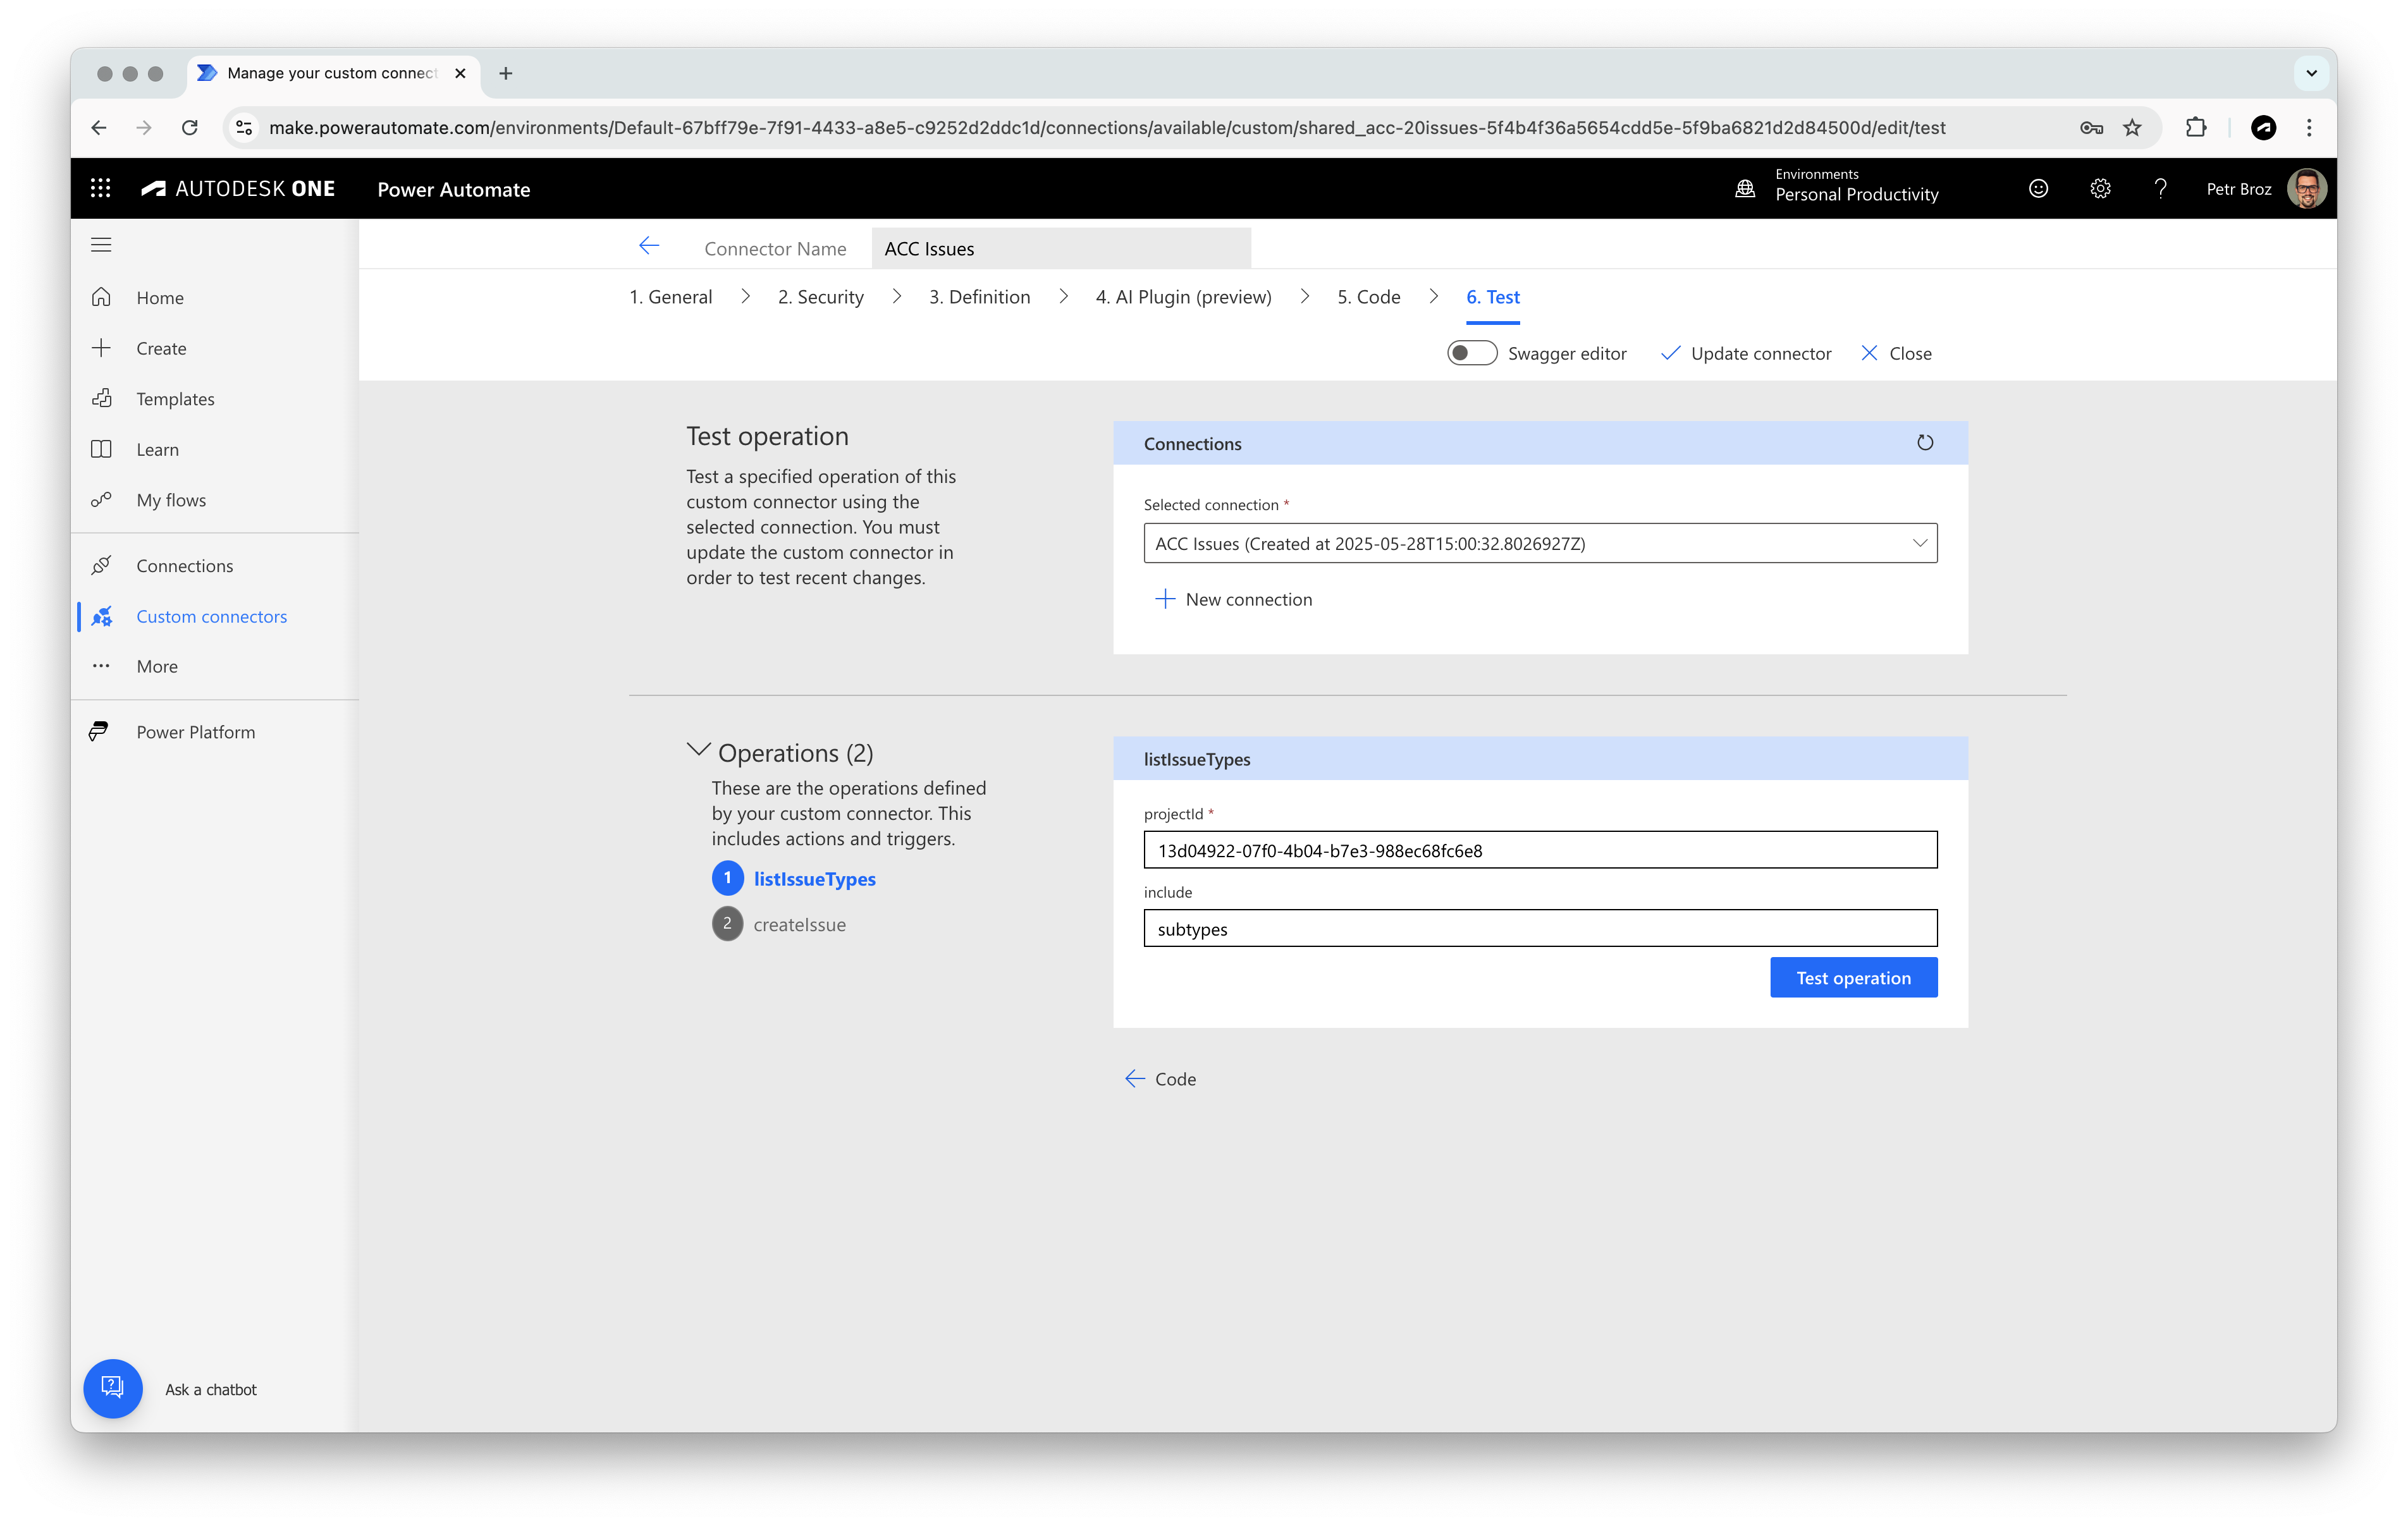 Manage your custom connect
make.powerautomate.com/environments/Default-67bff79e-7f91-4433-a8e5-c9252d2ddc1d/connections/available/custom/shared_acc-20issues-5f4b4f36a5654cdd5e-5f9ba6821d2d84500d/edit/test
AUTODESK ONE
Power Automate
Environments
Personal Productivity
Petr Broz
Home
Create
Templates
Learn
My flows
Connections
Custom connectors
More
Power Platform
Ask a chatbot
Connector Name
ACC Issues
1. General
2. Security
3. Definition
4. AI Plugin (preview)
5. Code
6. Test
Swagger editor
Update connector
Close
Test operation
Test a specified operation of this
custom connector using the
selected connection. You must
update the custom connector in
order to test recent changes.
Connections
Selected connection *
ACC Issues (Created at 2025-05-28T15:00:32.8026927Z)
New connection
Operations (2)
These are the operations defined
by your custom connector. This
includes actions and triggers.
1 listIssueTypes
2 createIssue
listIssueTypes
projectId *
13d04922-07f0-4b04-b7e3-988ec68fc6e8
include
subtypes
Test operation
Code